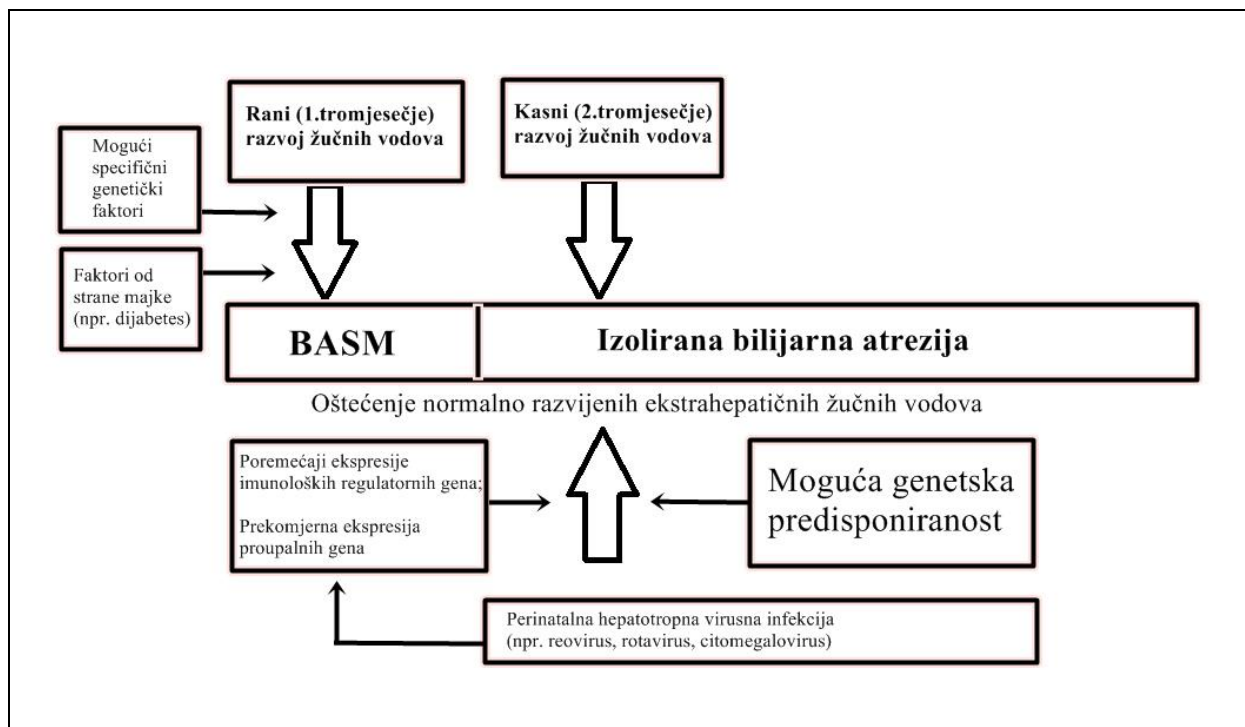 Rani (1.tromjesečje)
razvoj žučnih vodova
Kasni (2.tromjesečje)
razvoj žučnih vodova
Mogući
specifični
genetički
faktori
Faktori od
strane majke
(npr. dijabetes)
BASM
Izolirana bilijarna atrezija
Oštećenje normalno razvijenih ekstrahepatičnih žučnih vodova
Poremećaji ekspresije
imunoloških regulatornih gena;
Prekomjerna ekspresija
proupalnih gena
Moguća genetska
predisponiranost
Perinatalna hepatotropna virusna infekcija
(npr. reovirus, rotavirus, citomegalovirus)